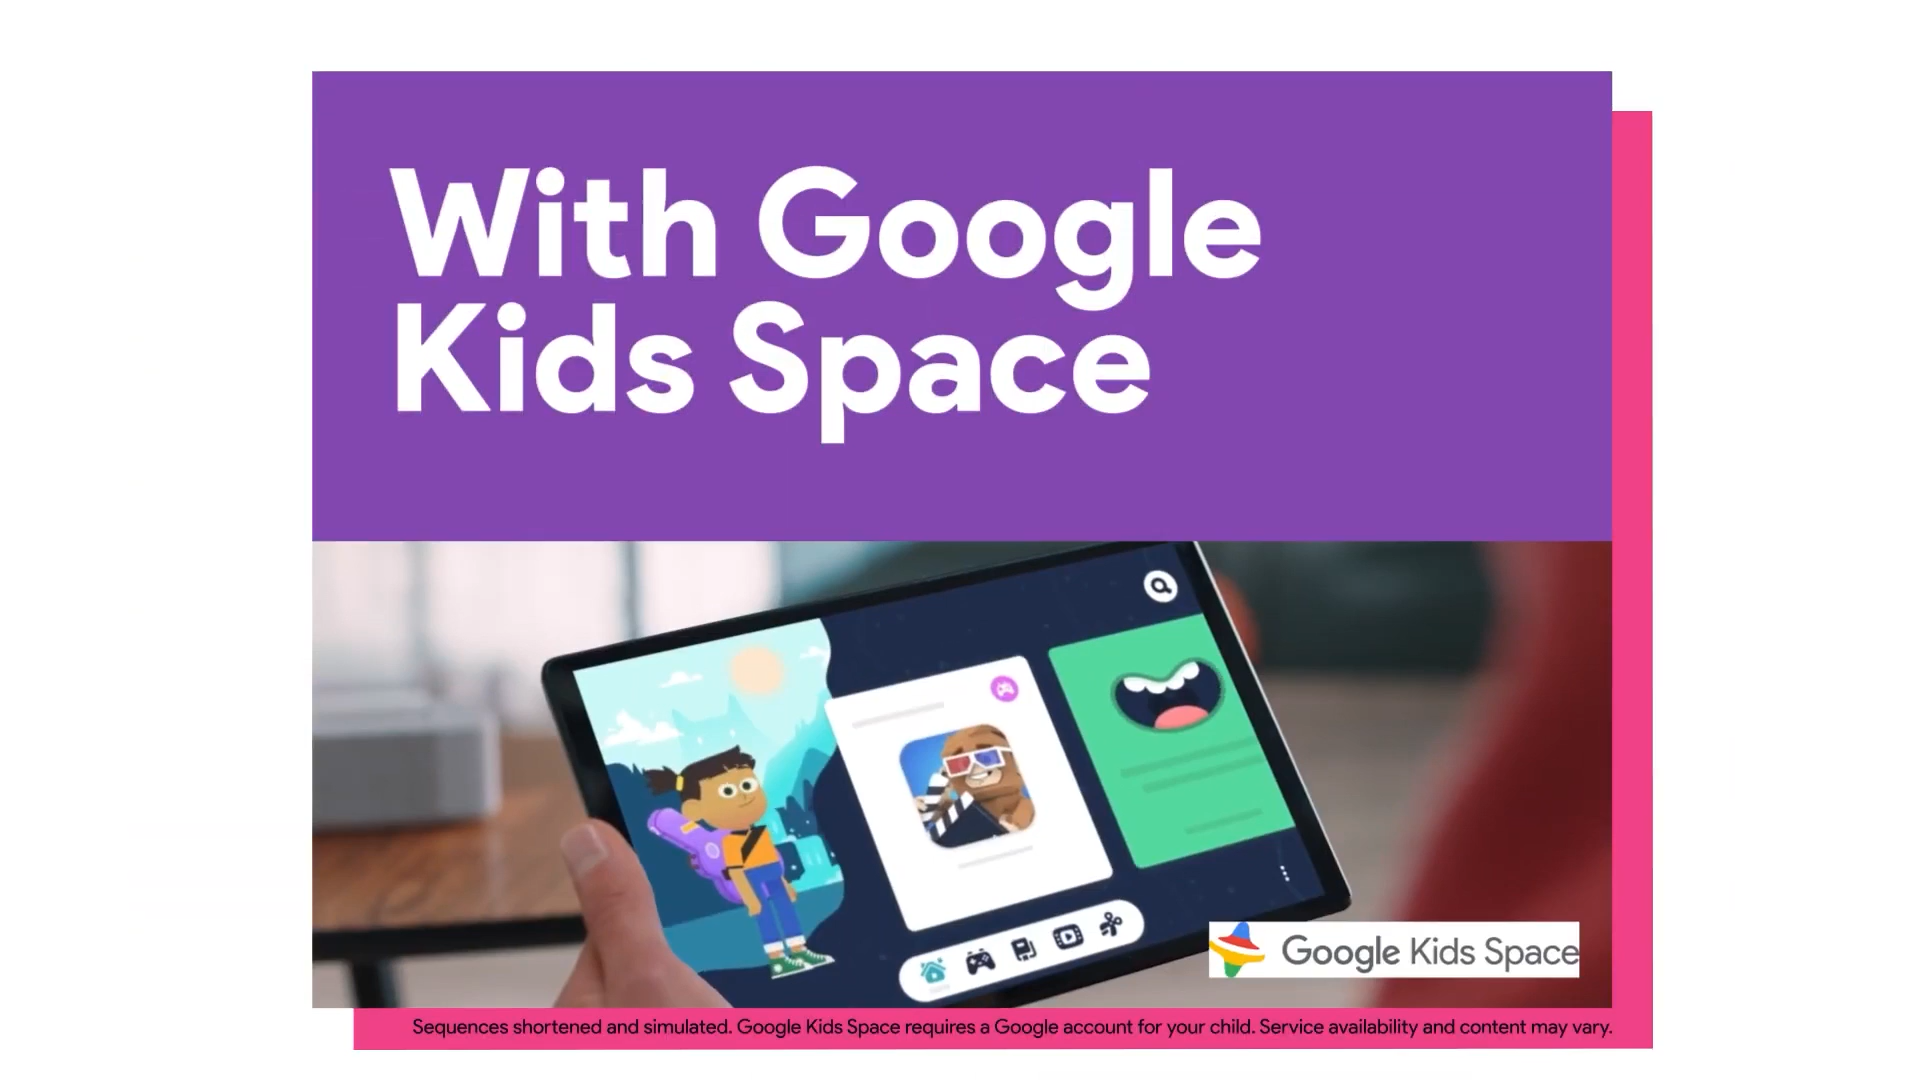 With Google
Kids Space
Google Kids Space
Sequences shortened and simulated. Google Kids Space requires a Google account for your child. Service availability and content may vary.